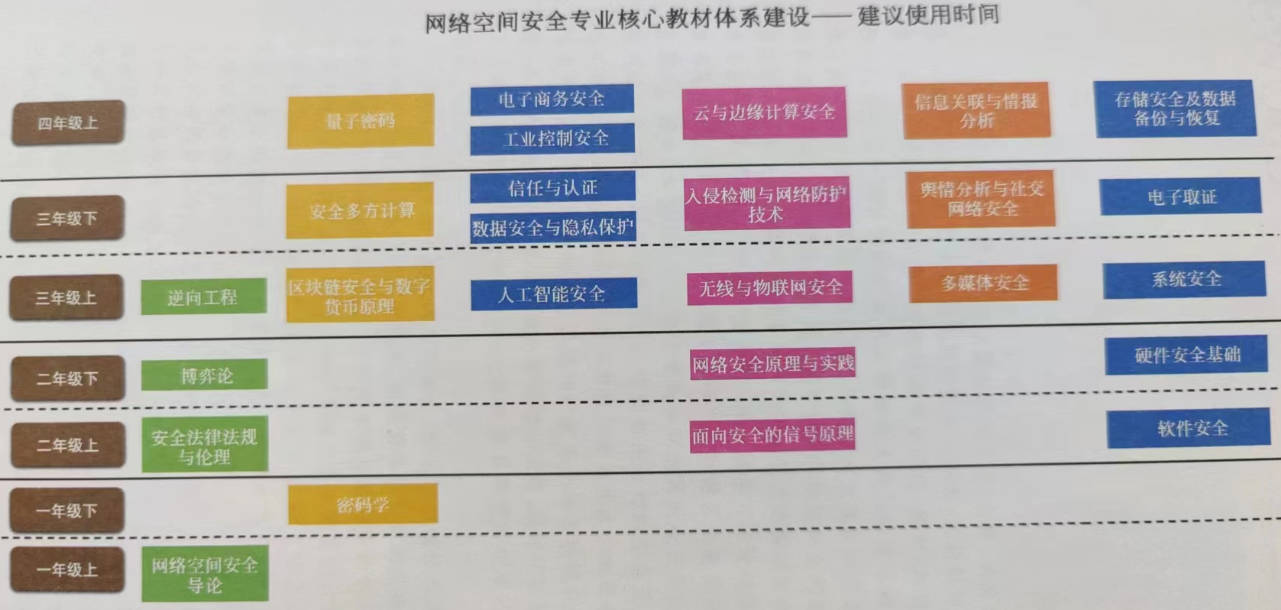 网络空间安全专业核心教材体系建设——建议使用时间
四年级上
量子密码
电子商务安全
工业控制安全
云与边缘计算安全
信息关联与情报
分析
存储安全及数据
备份与恢复
三年级下
安全多方计算
信任与认证
数据安全与隐私保护
入侵检测与网络防护
技术
舆情分析与社交
网络安全
电子取证
三年级上
逆向工程
区块链安全与数字
货币原理
人工智能安全
无线与物联网安全
多媒体安全
系统安全
二年级下
博弈论
网络安全原理与实践
硬件安全基础
二年级上
安全法律法规
与伦理
面向安全的信号原理
软件安全
一年级下
密码学
一年级上
网络空间安全
导论